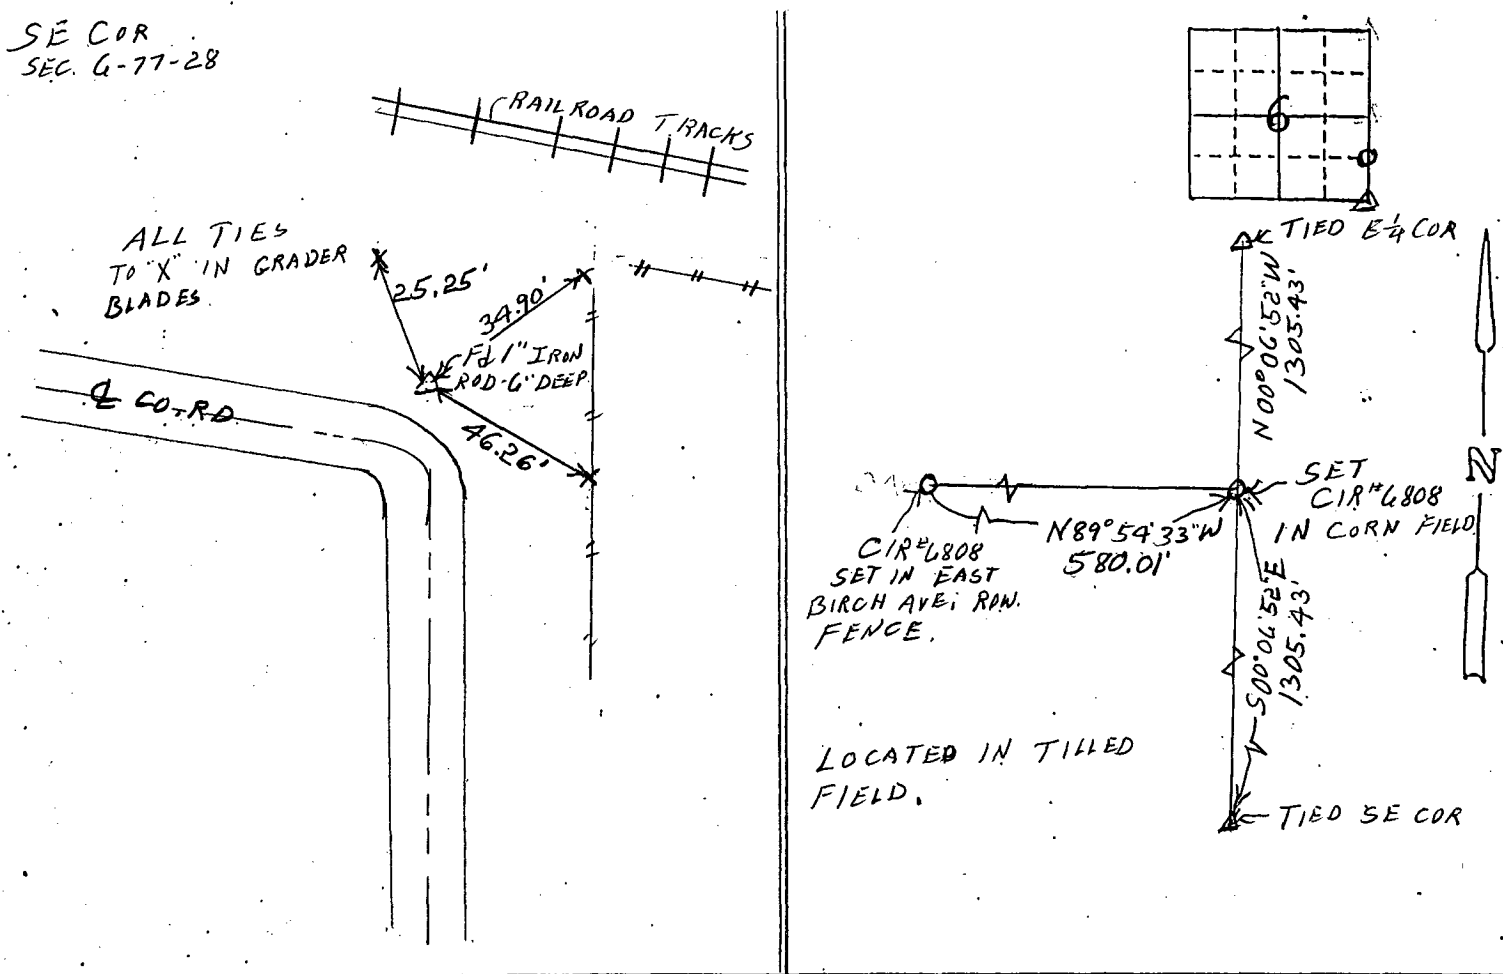 SE COR
SEC. 6-77-28
RAILROAD TRACKS
ALL TIES
TO "X" IN GRADER
BLADES
25.25'
34.90'
Fd 1" IRON
ROD-6" DEEP
46.26'
℄ CO. RD
6
TIED E 1/4 COR
N00°06'52"W
1305.43'
N
SET
CIR#6808
IN CORN FIELD
N89°54'33"W
580.01'
CIR#6808
SET IN EAST
BIRCH AVE; ROW.
FENCE.
S00°06'52"E
1305.43'
LOCATED IN TILLED
FIELD.
TIED SE COR